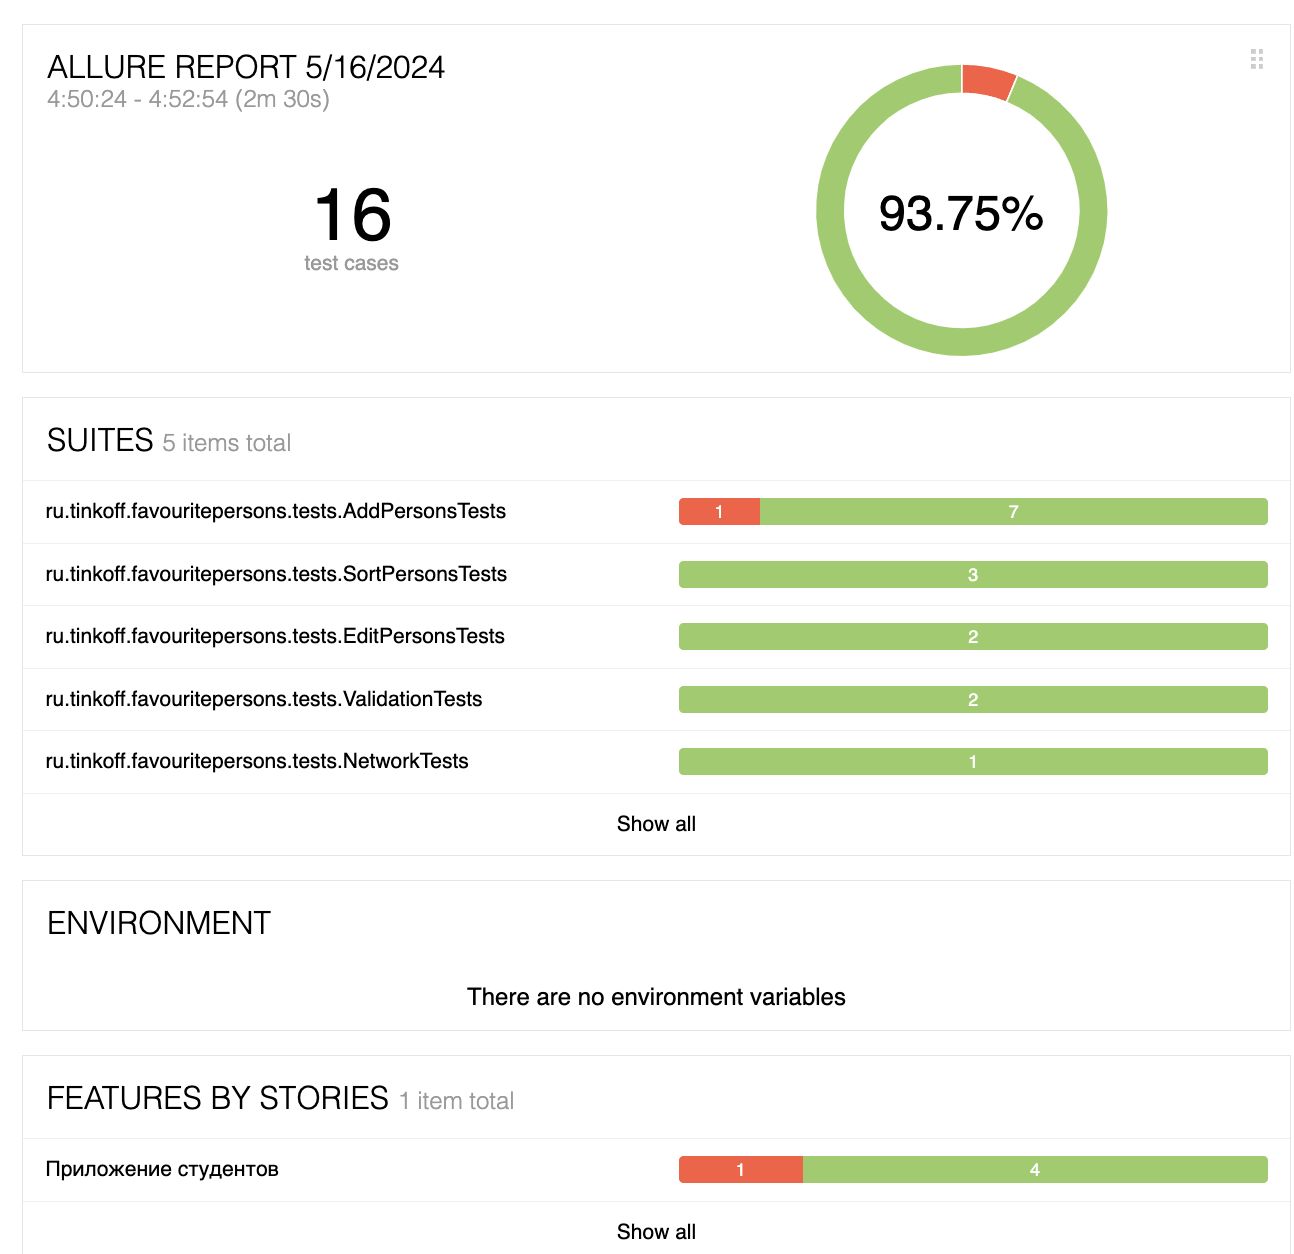 ALLURE REPORT 5/16/2024
4:50:24 - 4:52:54 (2m 30s)
16
test cases
93.75%
SUITES 5 items total
ru.tinkoff.favouritepersons.tests.AddPersonsTests 1 7
ru.tinkoff.favouritepersons.tests.SortPersonsTests 3
ru.tinkoff.favouritepersons.tests.EditPersonsTests 2
ru.tinkoff.favouritepersons.tests.ValidationTests 2
ru.tinkoff.favouritepersons.tests.NetworkTests 1
Show all
ENVIRONMENT
There are no environment variables
FEATURES BY STORIES 1 item total
Приложение студентов 1 4
Show all